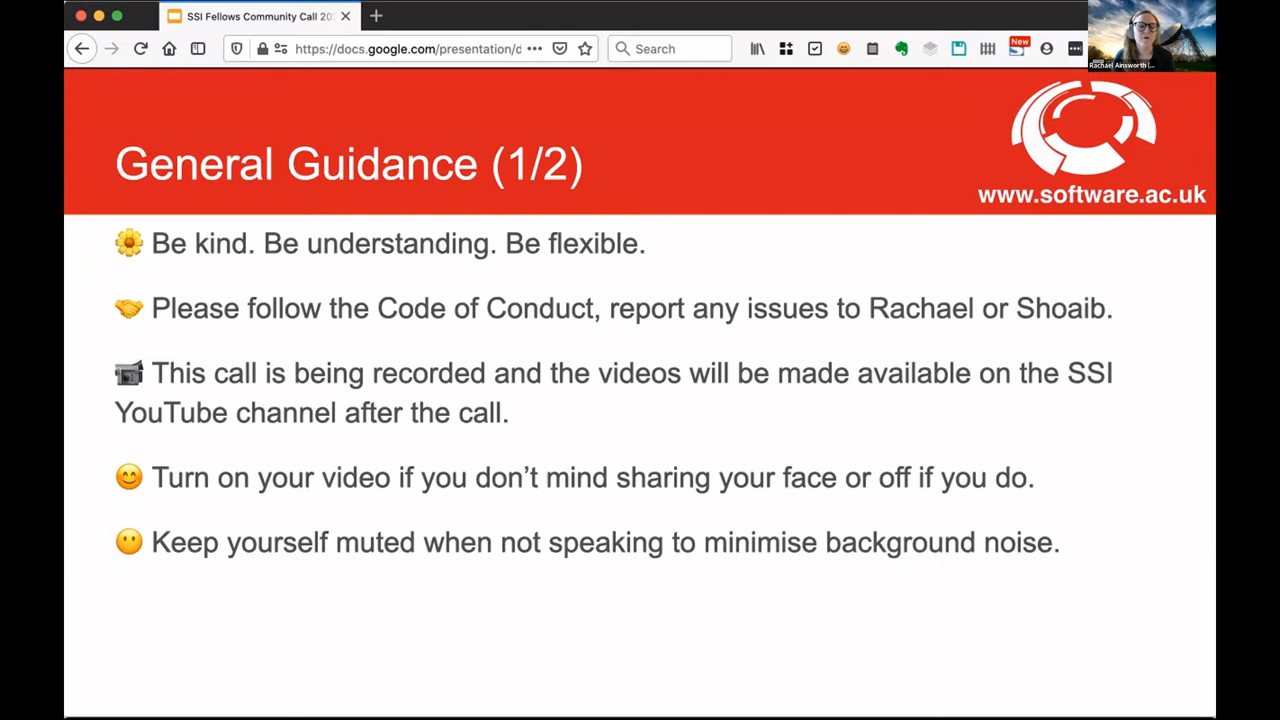 SSI Fellows Community Call 20
https://docs.google.com/presentation/d
Search
New
Rachael Ainsworth (...
www.software.ac.uk
General Guidance (1/2)
🌼 Be kind. Be understanding. Be flexible.
🤝 Please follow the Code of Conduct, report any issues to Rachael or Shoaib.
📹 This call is being recorded and the videos will be made available on the SSI
YouTube channel after the call.
😊 Turn on your video if you don’t mind sharing your face or off if you do.
😶 Keep yourself muted when not speaking to minimise background noise.